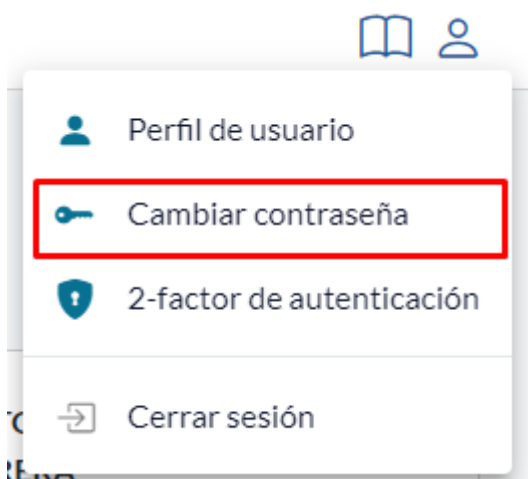 Perfil de usuario
Cambiar contraseña
2-factor de autenticación
Cerrar sesión